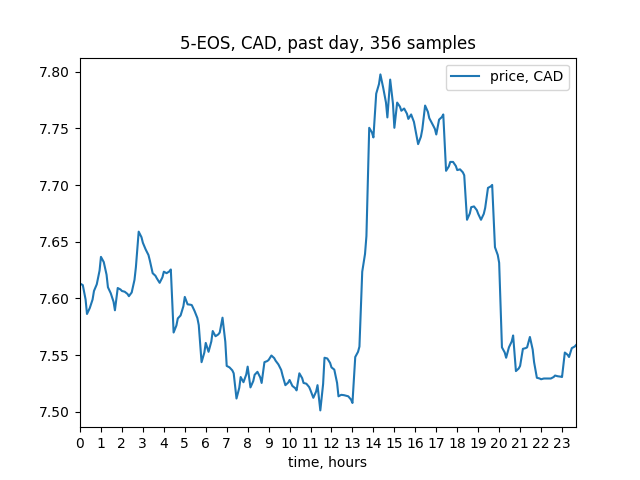 5-EOS, CAD, past day, 356 samples
price, CAD
7.80
7.75
7.70
7.65
7.60
7.55
7.50
0 1 2 3 4 5 6 7 8 9 10 11 12 13 14 15 16 17 18 19 20 21 22 23
time, hours